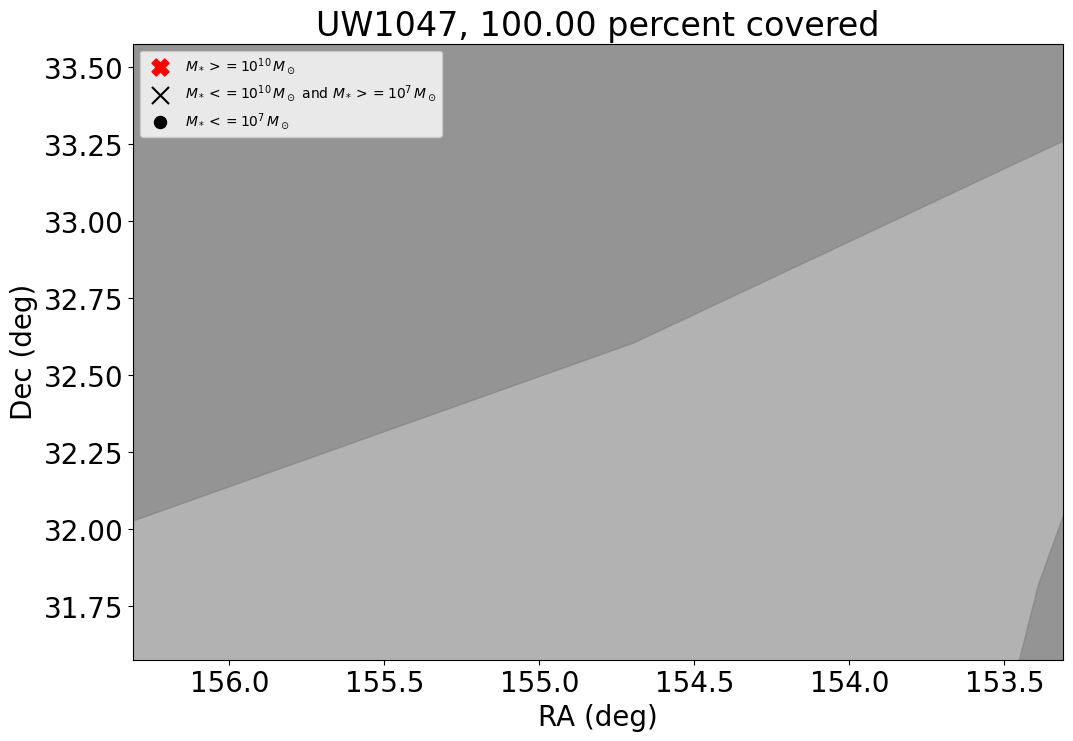 UW1047, 100.00 percent covered
M* >= 10^10 M⊙
M* <= 10^10 M⊙ and M* >= 10^7 M⊙
M* <= 10^7 M⊙
33.50
33.25
33.00
32.75
32.50
32.25
32.00
31.75
Dec (deg)
156.0 155.5 155.0 154.5 154.0 153.5
RA (deg)